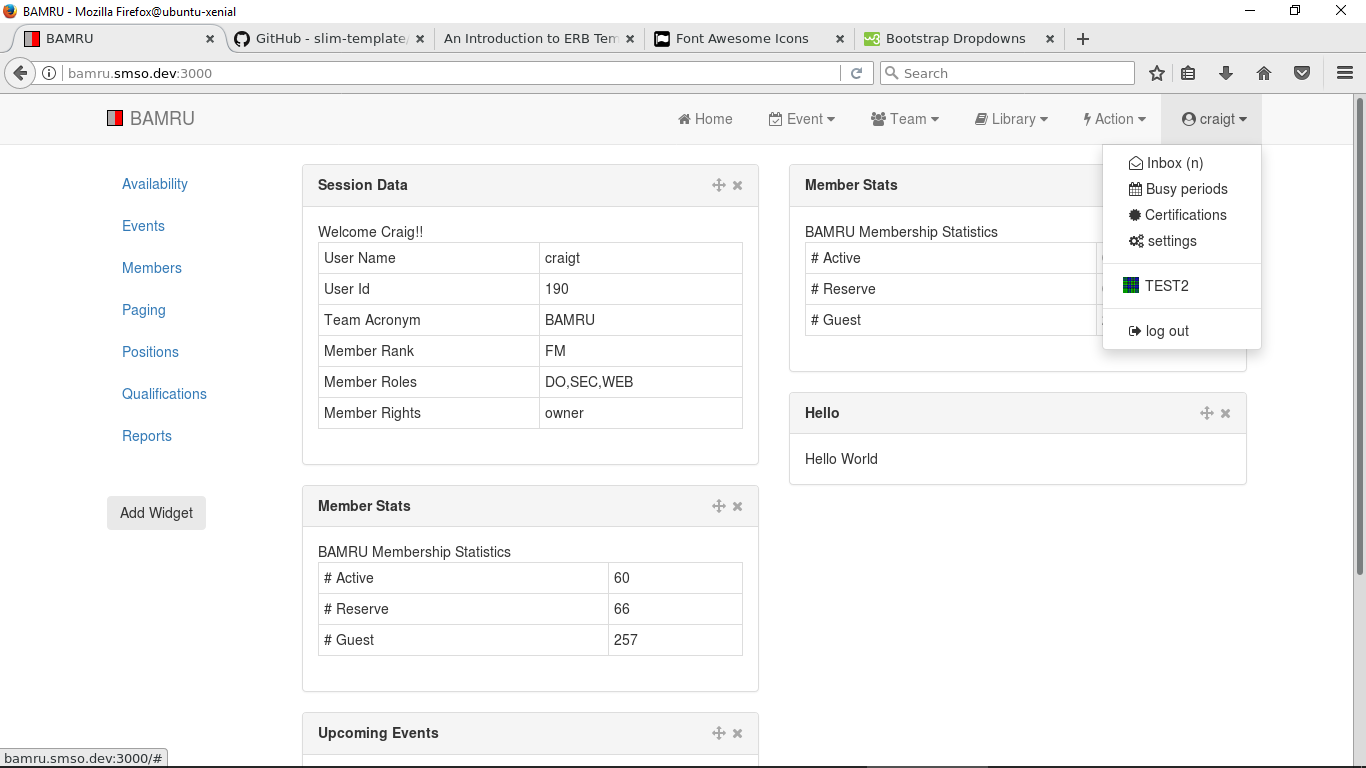 BAMRU - Mozilla Firefox@ubuntu-xenial
BAMRU
GitHub - slim-template/
An Introduction to ERB Tem
Font Awesome Icons
Bootstrap Dropdowns
bamru.smso.dev:3000
Search
BAMRU
Home
Event
Team
Library
Action
craigt
Inbox (n)
Busy periods
Certifications
settings
TEST2
log out
Availability
Events
Members
Paging
Positions
Qualifications
Reports
Add Widget
Session Data
Welcome Craig!!
User Name craigt
User Id 190
Team Acronym BAMRU
Member Rank FM
Member Roles DO,SEC,WEB
Member Rights owner
Member Stats
BAMRU Membership Statistics
# Active 60
# Reserve 66
# Guest 257
Upcoming Events
Member Stats
BAMRU Membership Statistics
# Active
# Reserve
# Guest
Hello
Hello World
bamru.smso.dev:3000/#